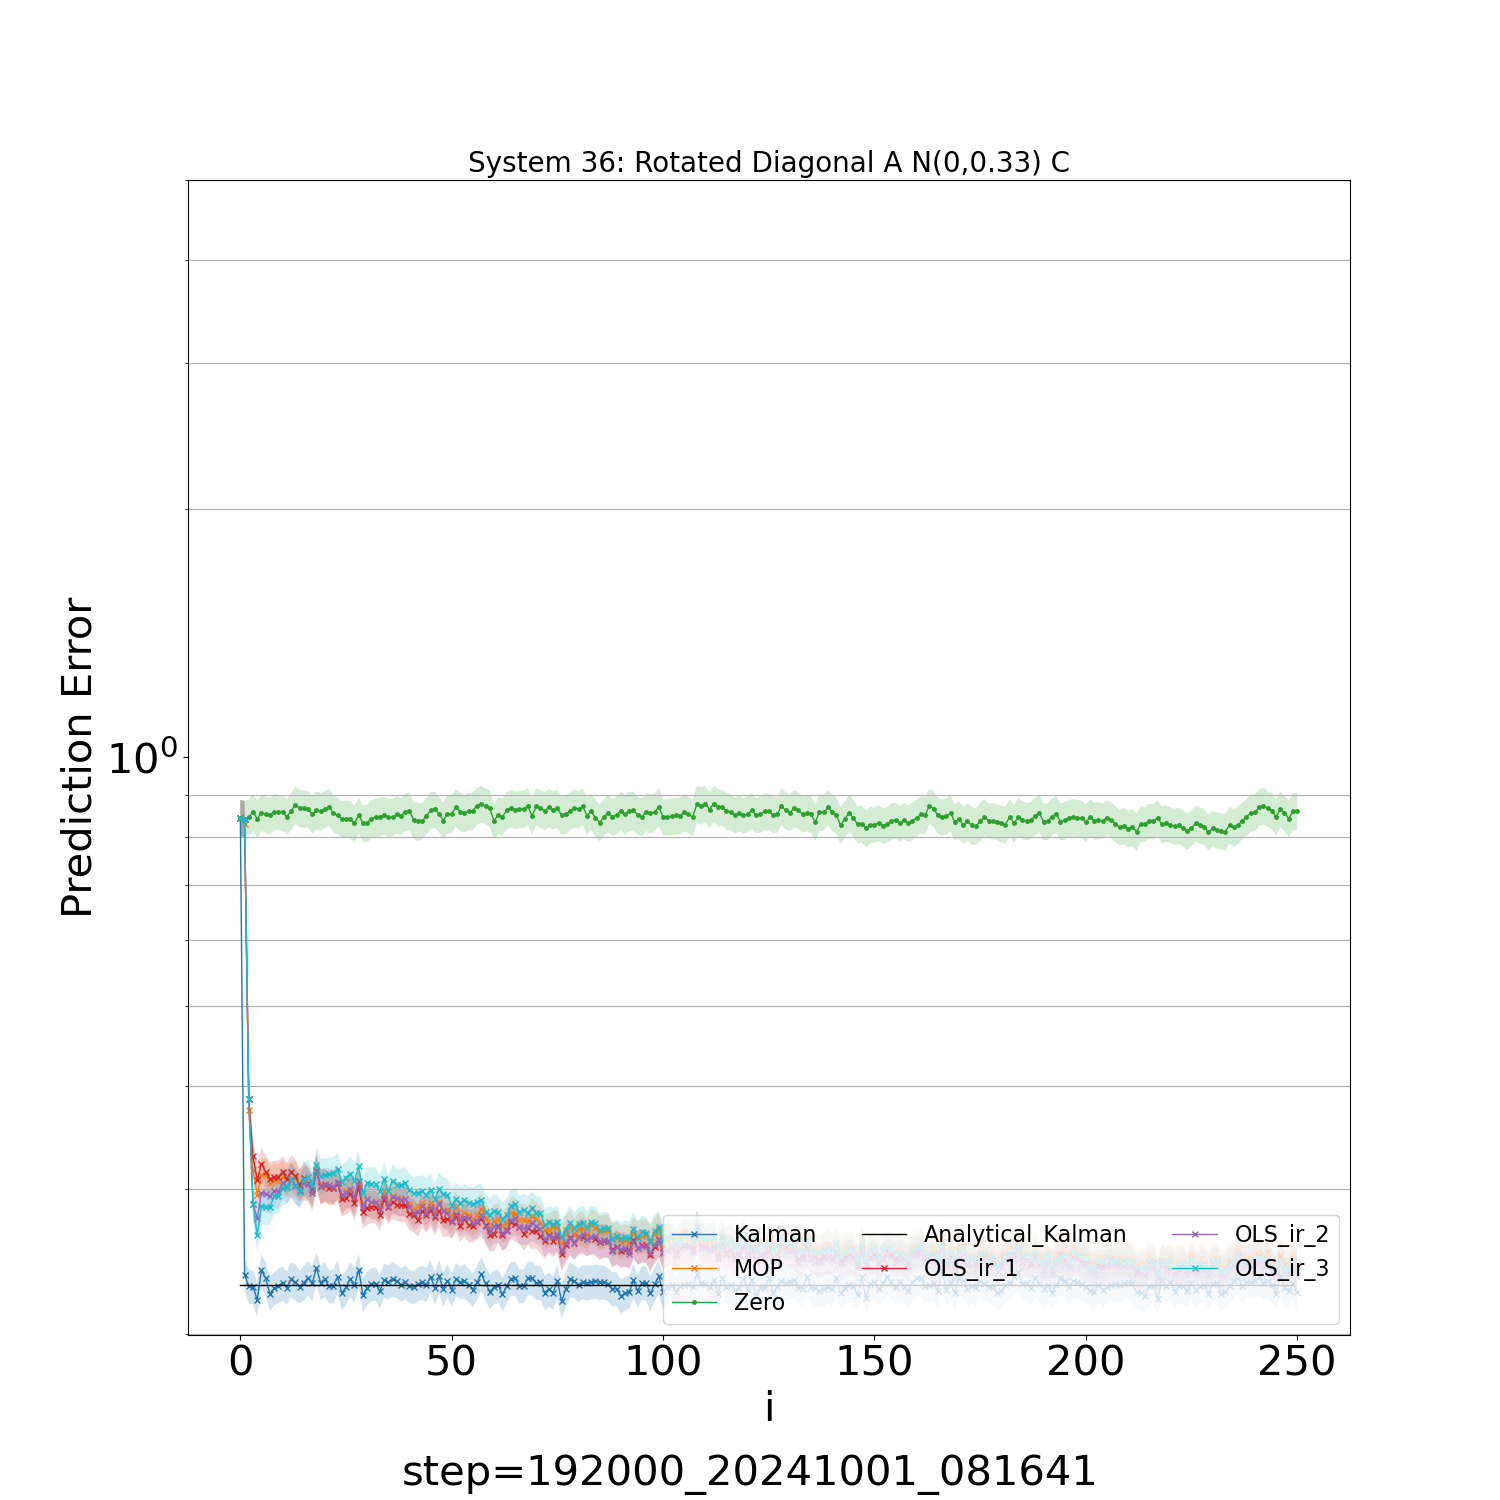 System 36: Rotated Diagonal A N(0,0.33) C
Prediction Error
10⁰
Kalman
MOP
Zero
Analytical_Kalman
OLS_ir_1
OLS_ir_2
OLS_ir_3
0 50 100 150 200 250
i
step=192000_20241001_081641